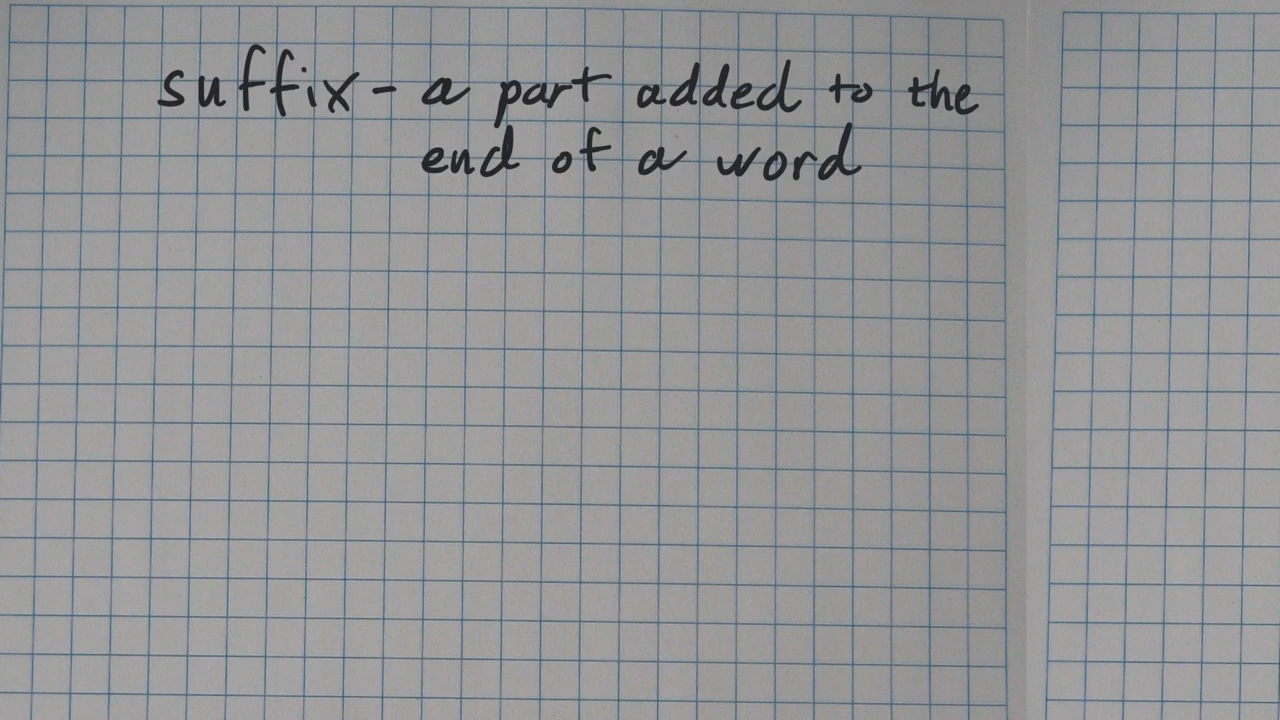 suffix - a part added to the
end of a word